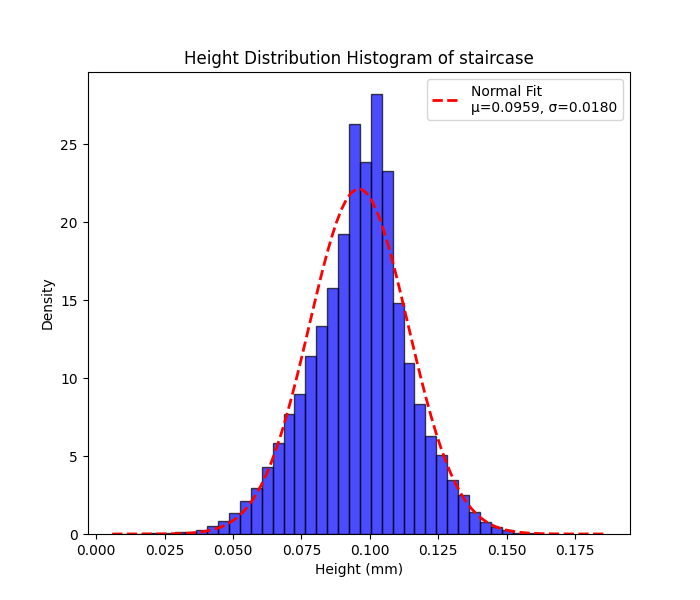 Height Distribution Histogram of staircase
Normal Fit
μ=0.0959, σ=0.0180
25
20
15
10
5
0
Density
0.000 0.025 0.050 0.075 0.100 0.125 0.150 0.175
Height (mm)